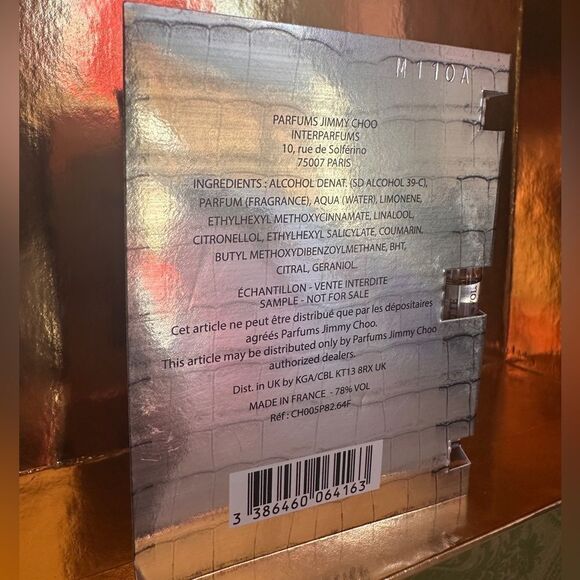 M110A
PARFUMS JIMMY CHOO
INTERPARFUMS
10, rue de Solférino
75007 PARIS
INGREDIENTS : ALCOHOL DENAT. (SD ALCOHOL 39-C),
PARFUM (FRAGRANCE), AQUA (WATER), LIMONENE,
ETHYLHEXYL METHOXYCINNAMATE, LINALOOL,
CITRONELLOL, ETHYLHEXYL SALICYLATE, COUMARIN,
BUTYL METHOXYDIBENZOYLMETHANE, BHT,
CITRAL, GERANIOL.
ÉCHANTILLON - VENTE INTERDITE
SAMPLE - NOT FOR SALE
Cet article ne peut être distribué que par les dépositaires
agréés Parfums Jimmy Choo.
This article may be distributed only by Parfums Jimmy Choo
authorized dealers.
Dist. in UK by KGA/CBL KT13 8RX UK
MADE IN FRANCE - 78% VOL
Réf : CH005P82.64F
3 386460 064163